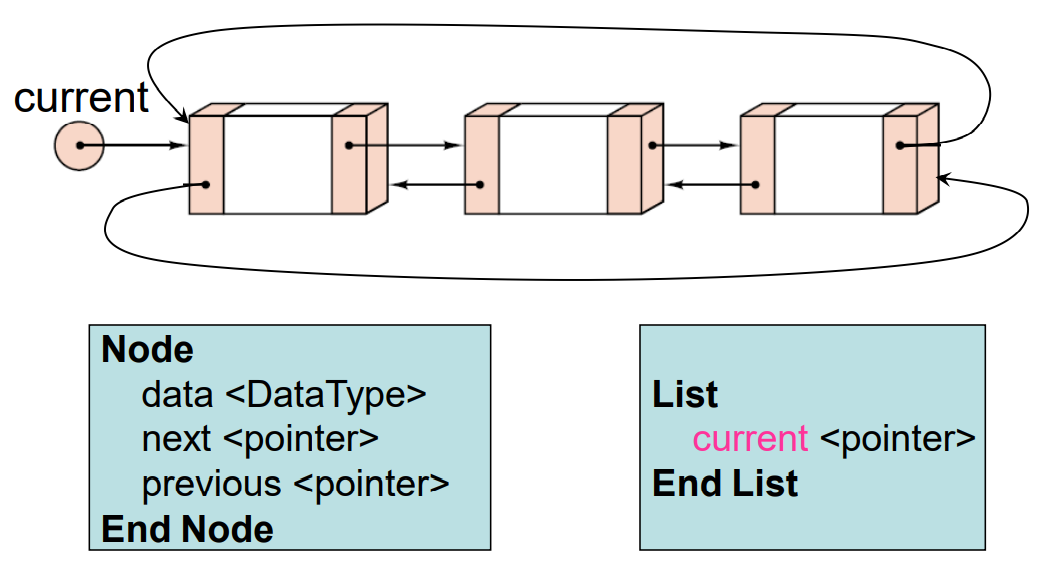 current
Node
data <DataType>
next <pointer>
previous <pointer>
End Node
List
current <pointer>
End List